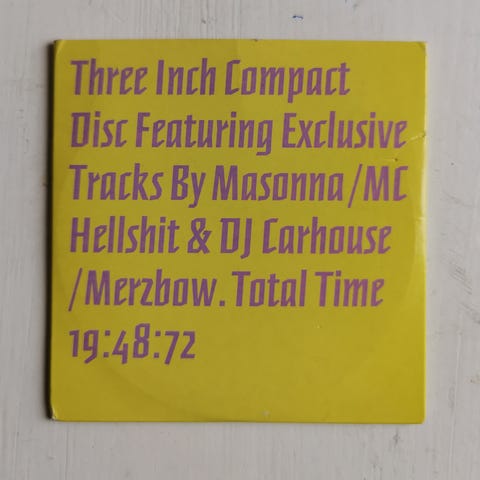 Three Inch Compact
Disc Featuring Exclusive
Tracks By Masonna/MC
Hellshit & DJ Carhouse
/Merzbow. Total Time
19:48:72